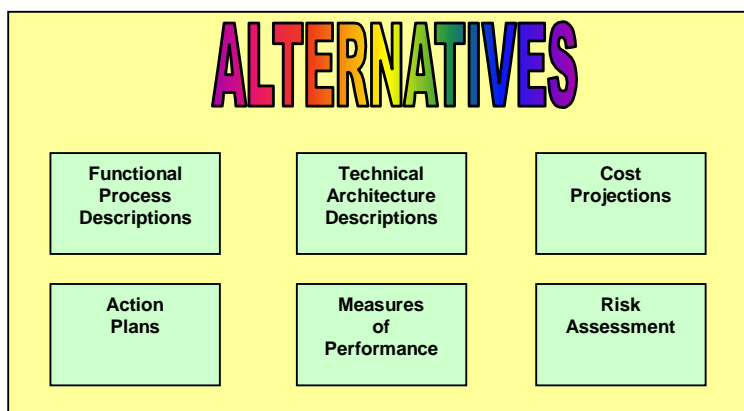 ALTERNATIVES
Functional
Process
Descriptions
Technical
Architecture
Descriptions
Cost
Projections
Action
Plans
Measures
of
Performance
Risk
Assessment